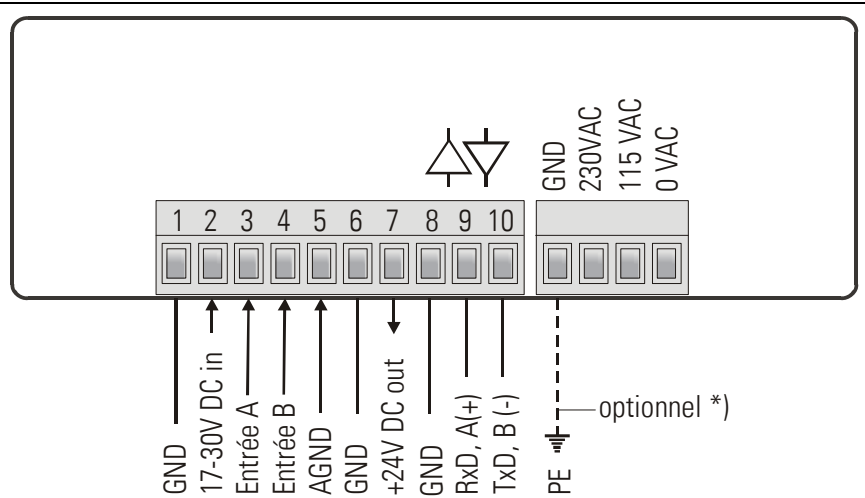 GND
230VAC
115 VAC
0 VAC
1 2 3 4 5 6 7 8 9 10
GND
17-30V DC in
Entrée A
Entrée B
AGND
GND
+24V DC out
GND
RxD, A(+)
TxD, B (-)
PE
optionnel *)